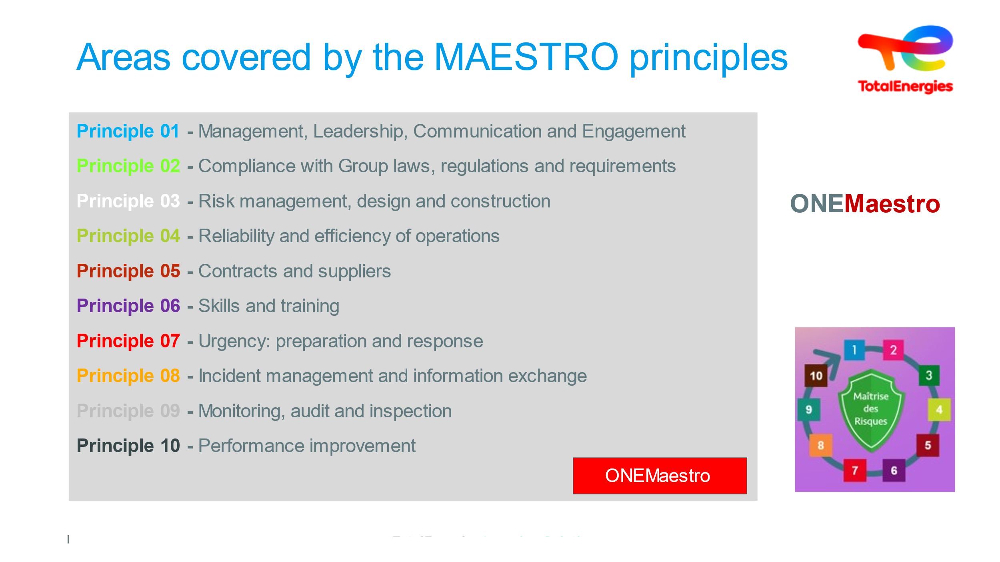 Areas covered by the MAESTRO principles
TotalEnergies
Principle 01 - Management, Leadership, Communication and Engagement
Principle 02 - Compliance with Group laws, regulations and requirements
Principle 03 - Risk management, design and construction
Principle 04 - Reliability and efficiency of operations
Principle 05 - Contracts and suppliers
Principle 06 - Skills and training
Principle 07 - Urgency: preparation and response
Principle 08 - Incident management and information exchange
Principle 09 - Monitoring, audit and inspection
Principle 10 - Performance improvement
ONEMaestro
ONEMaestro
1
2
3
4
5
6
7
8
9
10
Maîtrise
des
Risques